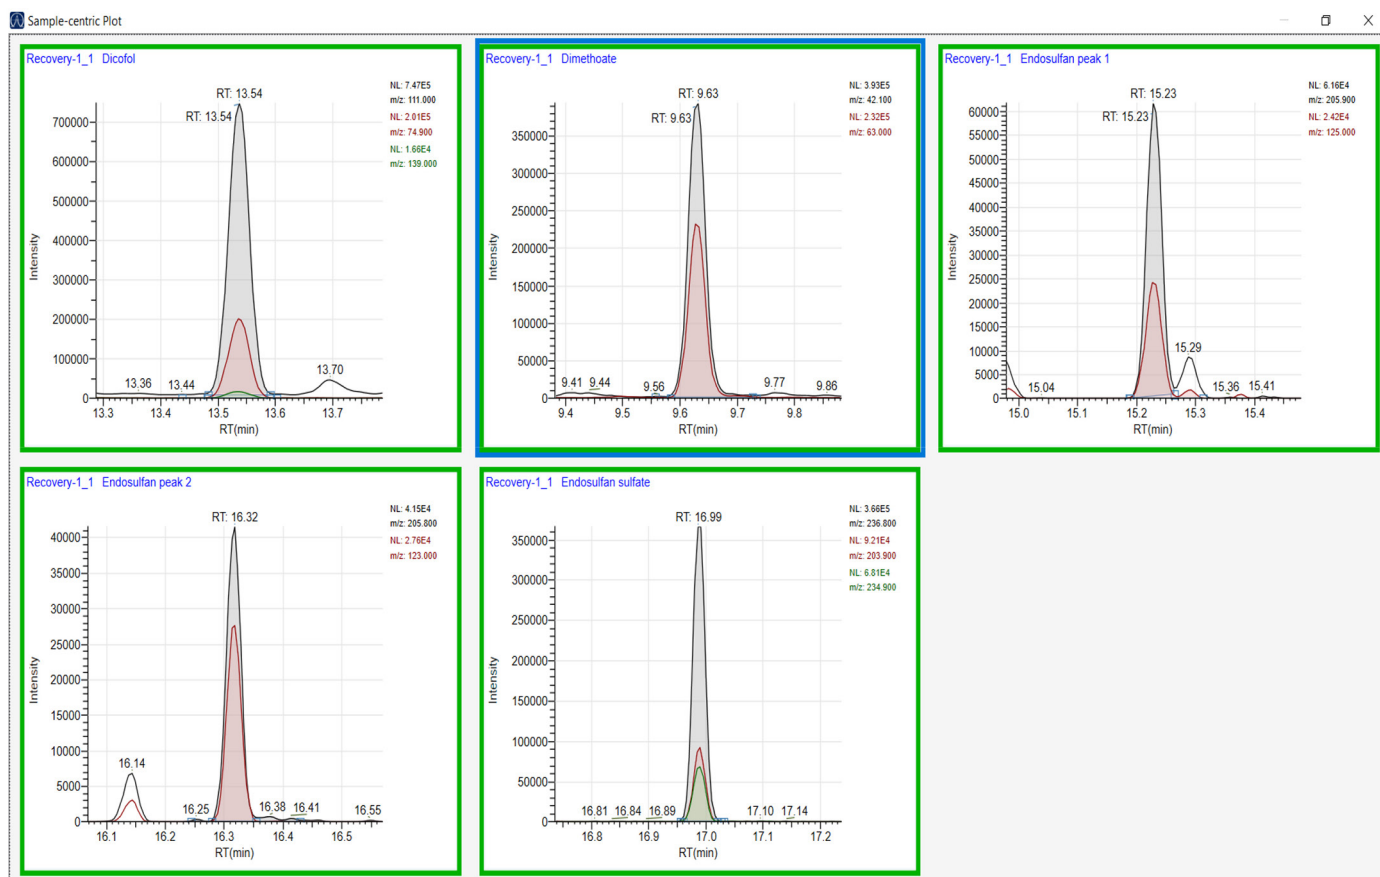 Sample-centric Plot
Recovery-1_1 Dicofol
NL: 7.47E5
m/z: 111.000
NL: 2.01E5
m/z: 74.900
NL: 1.66E4
m/z: 139.000
RT: 13.54
RT: 13.54
700000
600000
500000
400000
300000
200000
100000
0
Intensity
13.36
13.44
13.70
13.3 13.4 13.5 13.6 13.7
RT(min)
Recovery-1_1 Dimethoate
NL: 3.93E5
m/z: 42.100
NL: 2.32E5
m/z: 63.000
RT: 9.63
RT: 9.63
350000
300000
250000
200000
150000
100000
50000
0
Intensity
9.41 9.44 9.56 9.77 9.86
9.4 9.5 9.6 9.7 9.8
RT(min)
Recovery-1_1 Endosulfan peak 1
NL: 6.16E4
m/z: 205.900
NL: 2.42E4
m/z: 125.000
RT: 15.23
RT: 15.23
60000
55000
50000
45000
40000
35000
30000
25000
20000
15000
10000
5000
0
Intensity
15.04 15.29 15.36 15.41
15.0 15.1 15.2 15.3 15.4
RT(min)
Recovery-1_1 Endosulfan peak 2
NL: 4.15E4
m/z: 205.800
NL: 2.76E4
m/z: 123.000
RT: 16.32
40000
35000
30000
25000
20000
15000
10000
5000
0
Intensity
16.14
16.25 16.38 16.41 16.55
16.1 16.2 16.3 16.4 16.5
RT(min)
Recovery-1_1 Endosulfan sulfate
NL: 3.66E5
m/z: 236.800
NL: 9.21E4
m/z: 203.900
NL: 6.81E4
m/z: 234.900
RT: 16.99
350000
300000
250000
200000
150000
100000
50000
0
Intensity
16.81 16.84 16.89 17.10 17.14
16.8 16.9 17.0 17.1 17.2
RT(min)